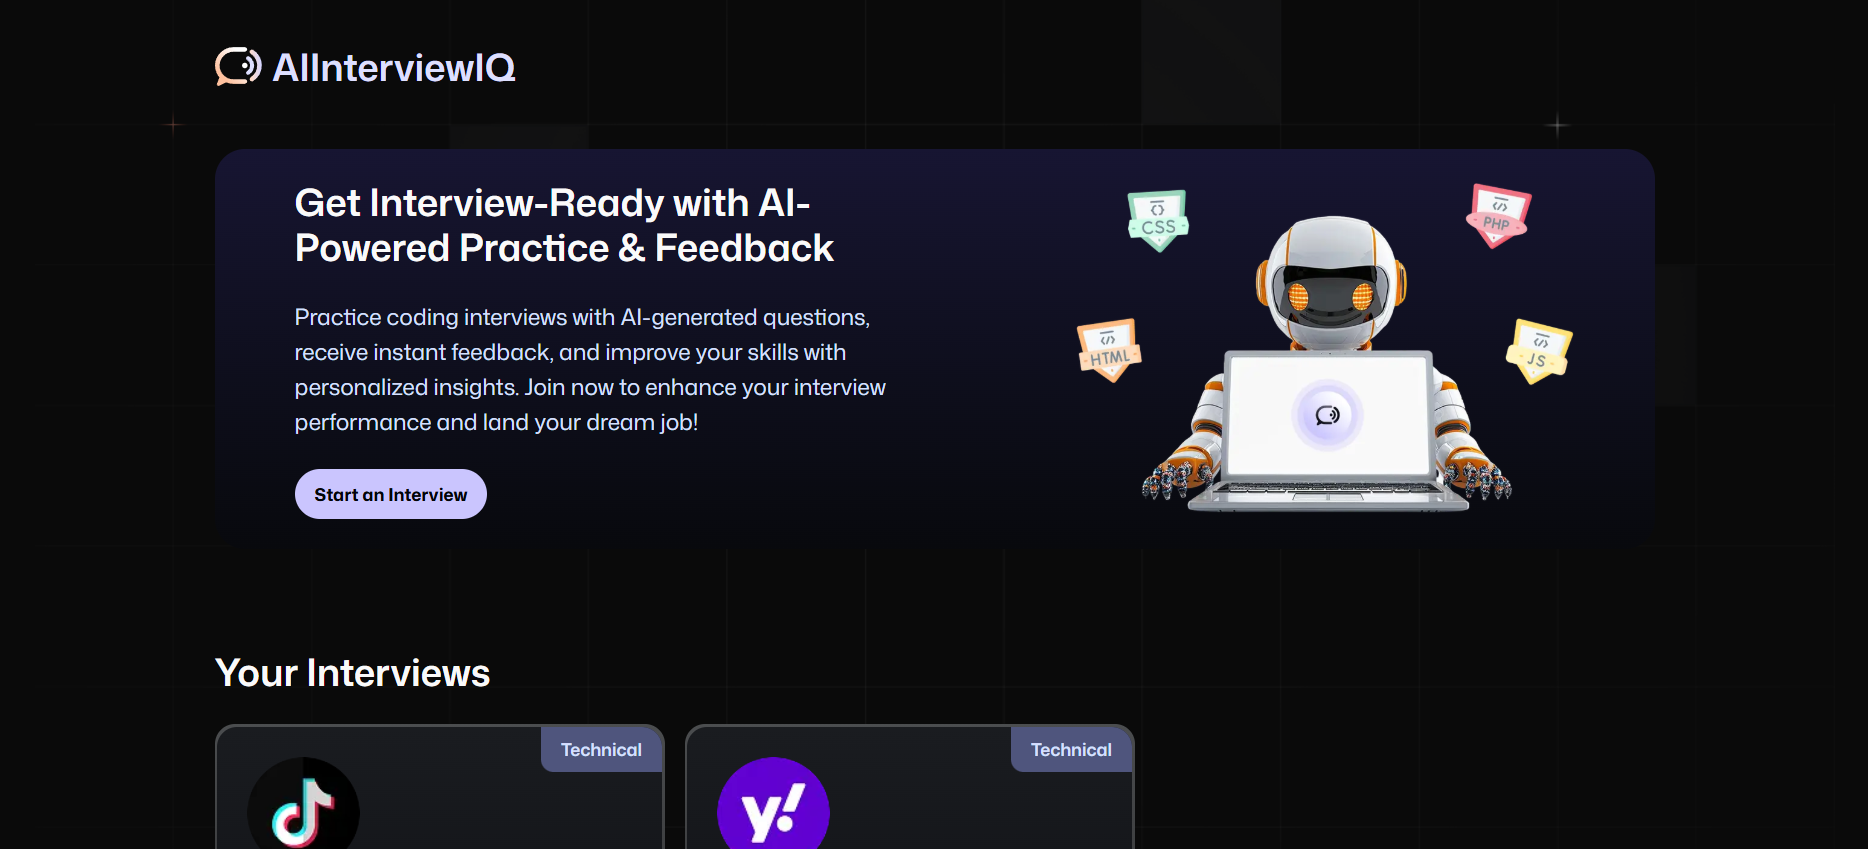 AIInterviewIQ
Get Interview-Ready with AI-
Powered Practice & Feedback
Practice coding interviews with AI-generated questions,
receive instant feedback, and improve your skills with
personalized insights. Join now to enhance your interview
performance and land your dream job!
Start an Interview
CSS
PHP
HTML
JS
Your Interviews
Technical
Technical
y!